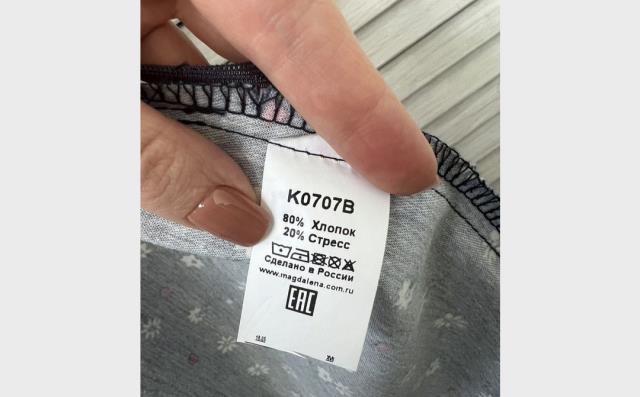 K0707B
80% Хлопок
20% Стресс
Сделано в России
www.magdalena.com.ru
EAC